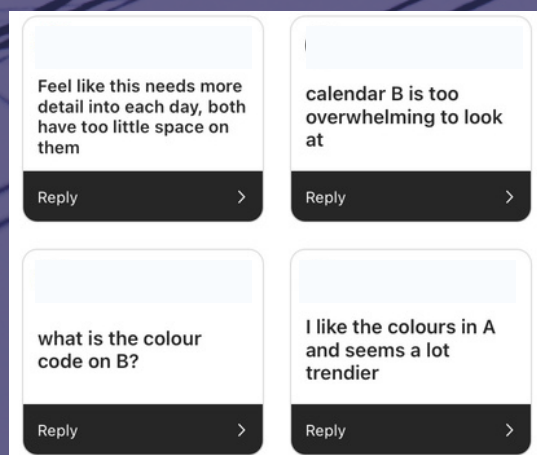 Feel like this needs more
detail into each day, both
have too little space on
them
Reply
calendar B is too
overwhelming to look
at
Reply
what is the colour
code on B?
Reply
I like the colours in A
and seems a lot
trendier
Reply